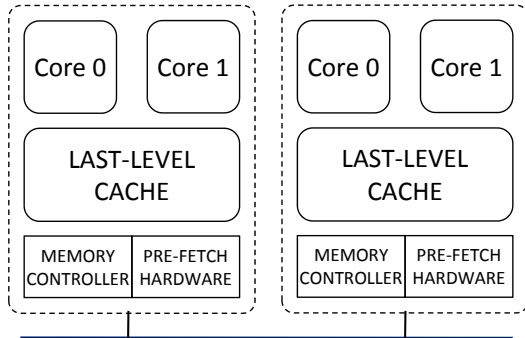 Core 0
Core 1
LAST-LEVEL
CACHE
MEMORY
CONTROLLER
PRE-FETCH
HARDWARE
Core 0
Core 1
LAST-LEVEL
CACHE
MEMORY
CONTROLLER
PRE-FETCH
HARDWARE